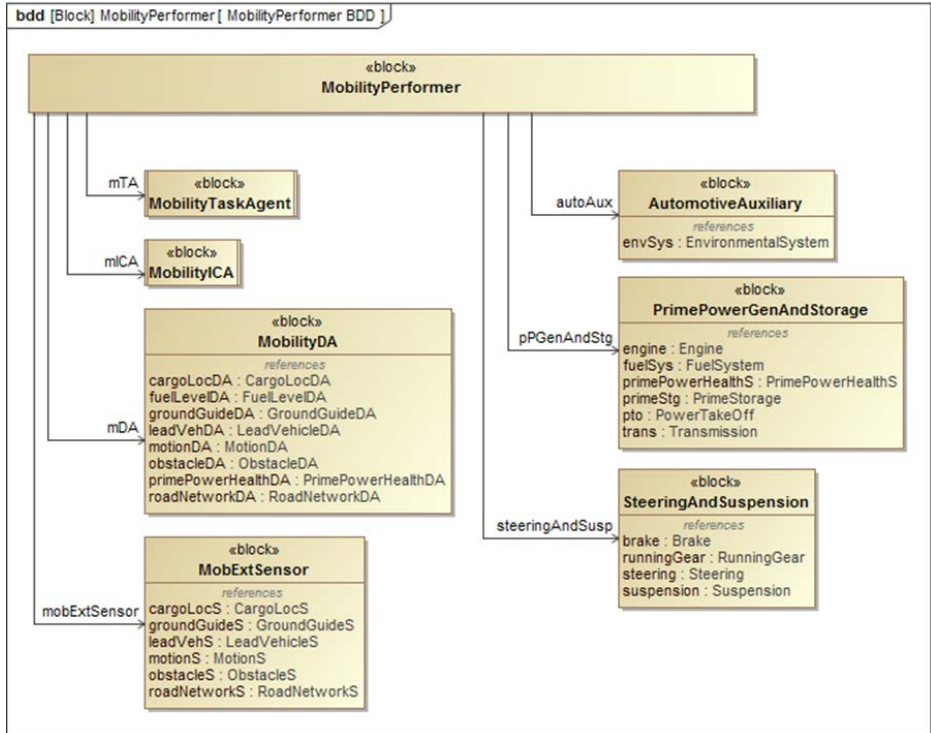 bdd [Block] MobilityPerformer [ MobilityPerformer BDD ]
«block»
MobilityPerformer
mTA
«block»
MobilityTaskAgent
mICA
«block»
MobilityICA
mDA
«block»
MobilityDA
references
cargoLocDA : CargoLocDA
fuelLevelDA : FuelLevelDA
groundGuideDA : GroundGuideDA
leadVehDA : LeadVehicleDA
motionDA : MotionDA
obstacleDA : ObstacleDA
primePowerHealthDA : PrimePowerHealthDA
roadNetworkDA : RoadNetworkDA
mobExtSensor
«block»
MobExtSensor
references
cargoLocS : CargoLocS
groundGuideS : GroundGuideS
leadVehS : LeadVehicleS
motionS : MotionS
obstacleS : ObstacleS
roadNetworkS : RoadNetworkS
autoAux
«block»
AutomotiveAuxiliary
references
envSys : EnvironmentalSystem
pPGenAndStg
«block»
PrimePowerGenAndStorage
references
engine : Engine
fuelSys : FuelSystem
primePowerHealthS : PrimePowerHealthS
primeStg : PrimeStorage
pto : PowerTakeOff
trans : Transmission
steeringAndSusp
«block»
SteeringAndSuspension
references
brake : Brake
runningGear : RunningGear
steering : Steering
suspension : Suspension